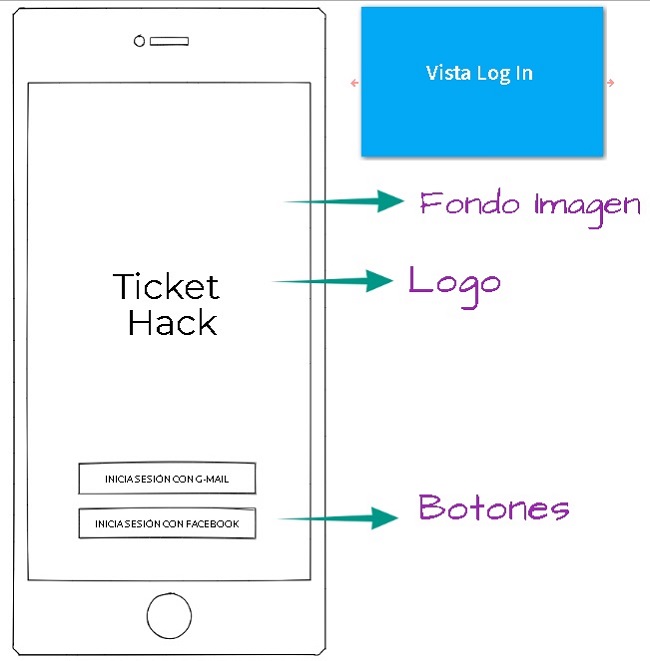 Vista Log In
Fondo Imagen
Ticket
Hack
Logo
INICIA SESIÓN CON G-MAIL
INICIA SESIÓN CON FACEBOOK
Botones